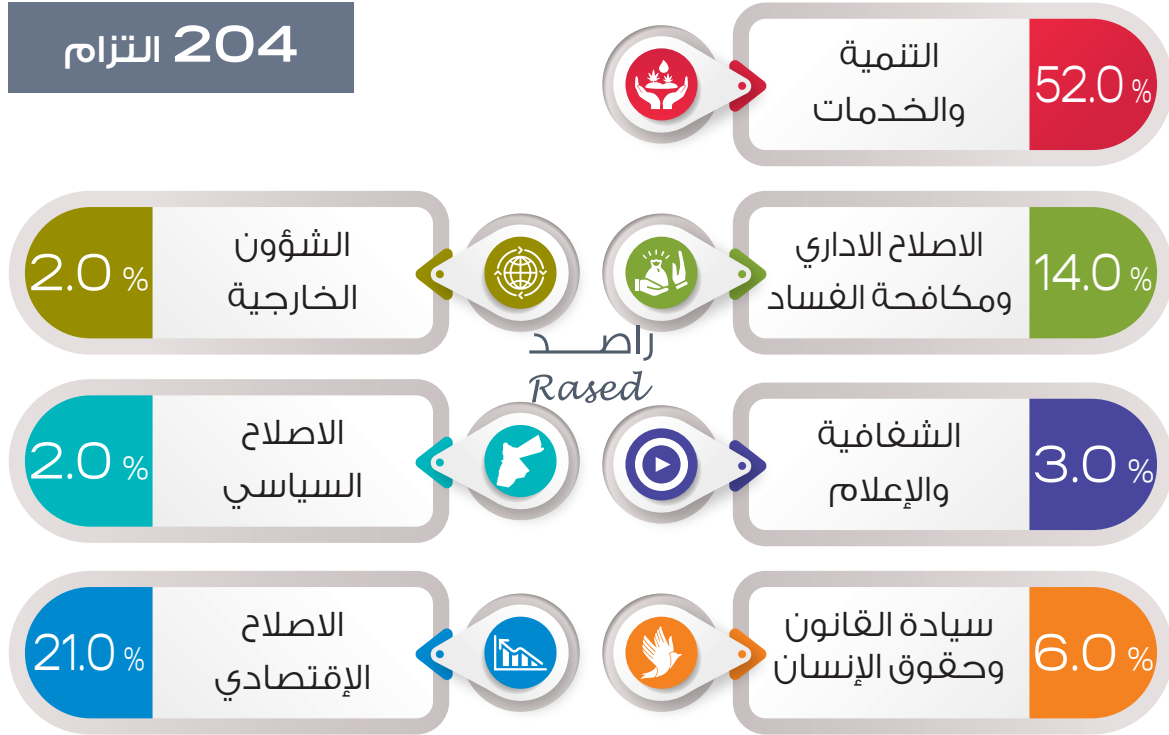 204 التزام
52.0 %
التنمية
والخدمات
14.0 %
الاصلاح الاداري
ومكافحة الفساد
2.0 %
الشؤون
الخارجية
راصـــد
Rased
3.0 %
الشفافية
والإعلام
2.0 %
الاصلاح
السياسي
6.0 %
سيادة القانون
وحقوق الإنسان
21.0 %
الاصلاح
الإقتصادي